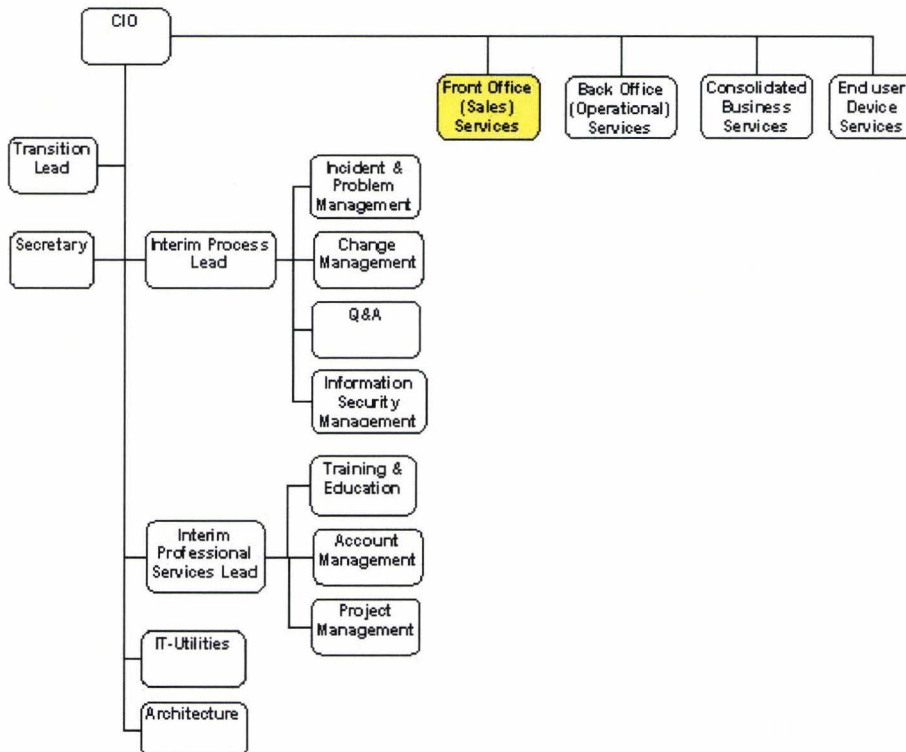 CIO
Front Office
(Sales)
Services
Back Office
(Operational)
Services
Consolidated
Business
Services
End user
Device
Services
Transition
Lead
Secretary
Interim Process
Lead
Incident &
Problem
Management
Change
Management
Q&A
Information
Security
Management
Interim
Professional
Services Lead
Training &
Education
Account
Management
Project
Management
IT-Utilities
Architecture